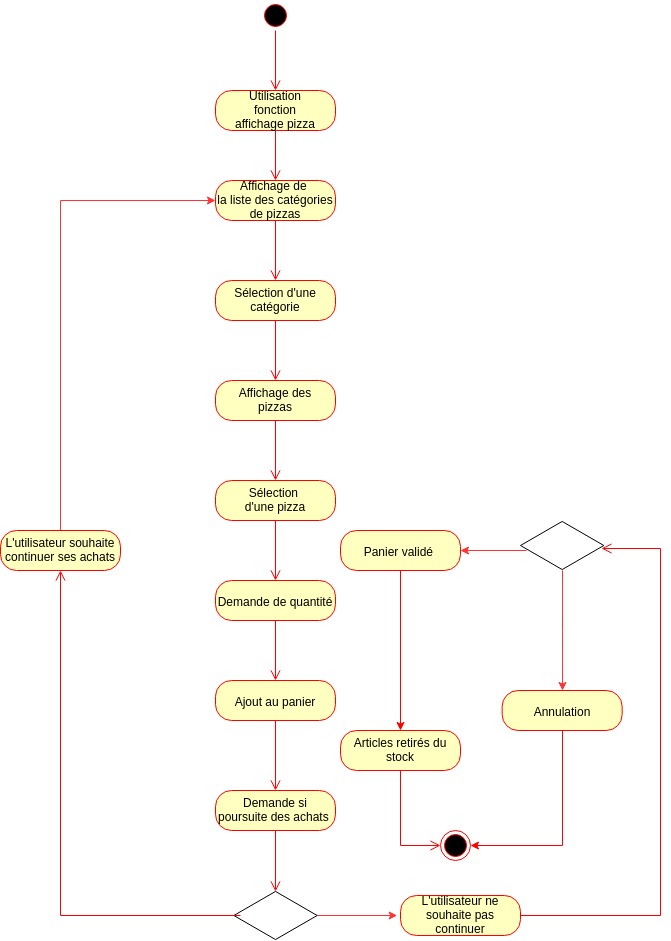 Utilisation
fonction
affichage pizza
Affichage de
la liste des catégories
de pizzas
Sélection d'une
catégorie
Affichage des
pizzas
Sélection
d'une pizza
L'utilisateur souhaite
continuer ses achats
Panier validé
Demande de quantité
Ajout au panier
Annulation
Articles retirés du
stock
Demande si
poursuite des achats
L'utilisateur ne
souhaite pas
continuer